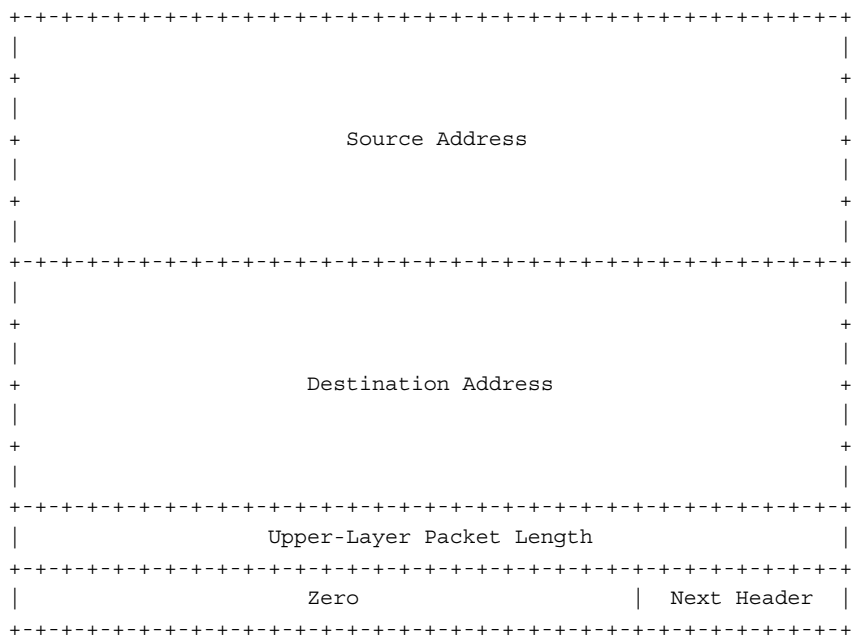 Source Address
Destination Address
Upper-Layer Packet Length
Zero | Next Header